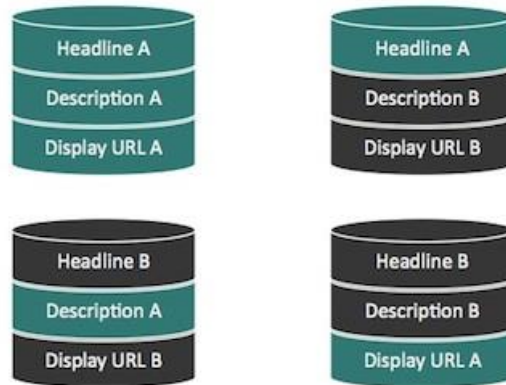 Headline A
Description A
Display URL A
Headline A
Description B
Display URL B
Headline B
Description A
Display URL B
Headline B
Description B
Display URL A